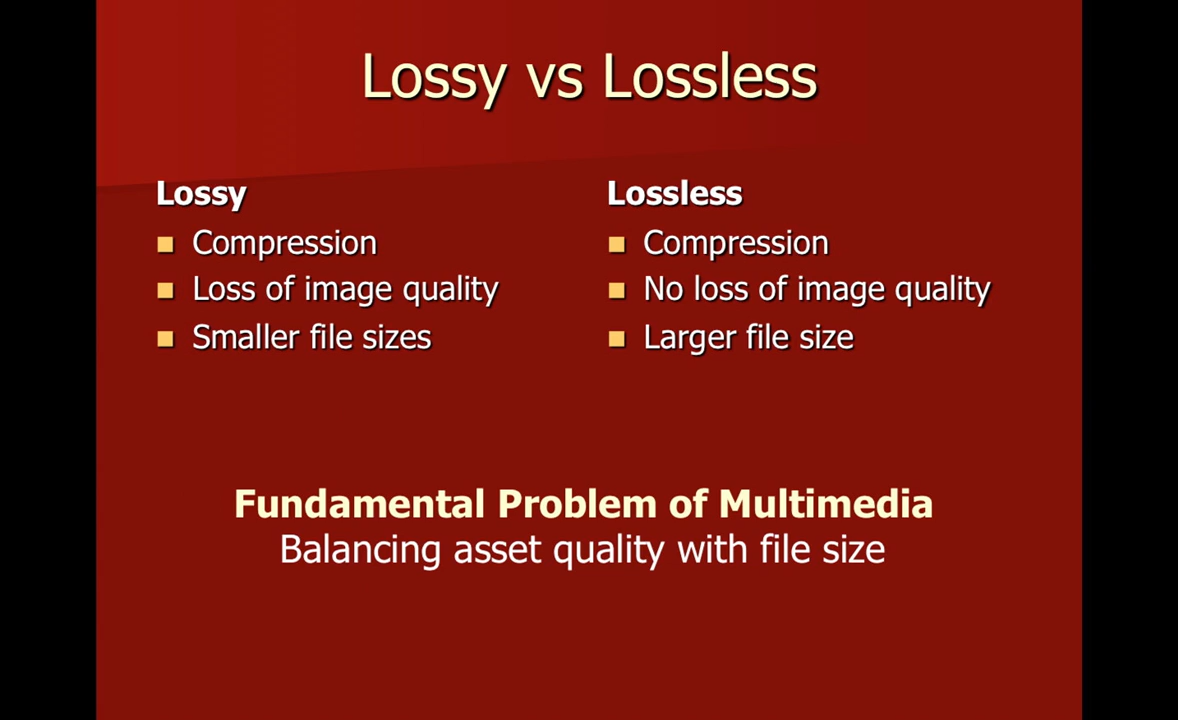 Lossy vs Lossless
Lossy
Compression
Loss of image quality
Smaller file sizes
Lossless
Compression
No loss of image quality
Larger file size
Fundamental Problem of Multimedia
Balancing asset quality with file size